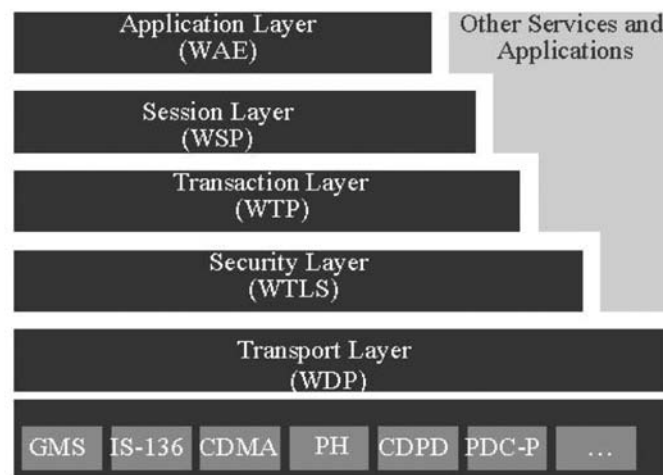 Application Layer
(WAE)
Other Services and
Applications
Session Layer
(WSP)
Transaction Layer
(WTP)
Security Layer
(WTLS)
Transport Layer
(WDP)
GMS IS-136 CDMA PH CDPD PDC-P ...